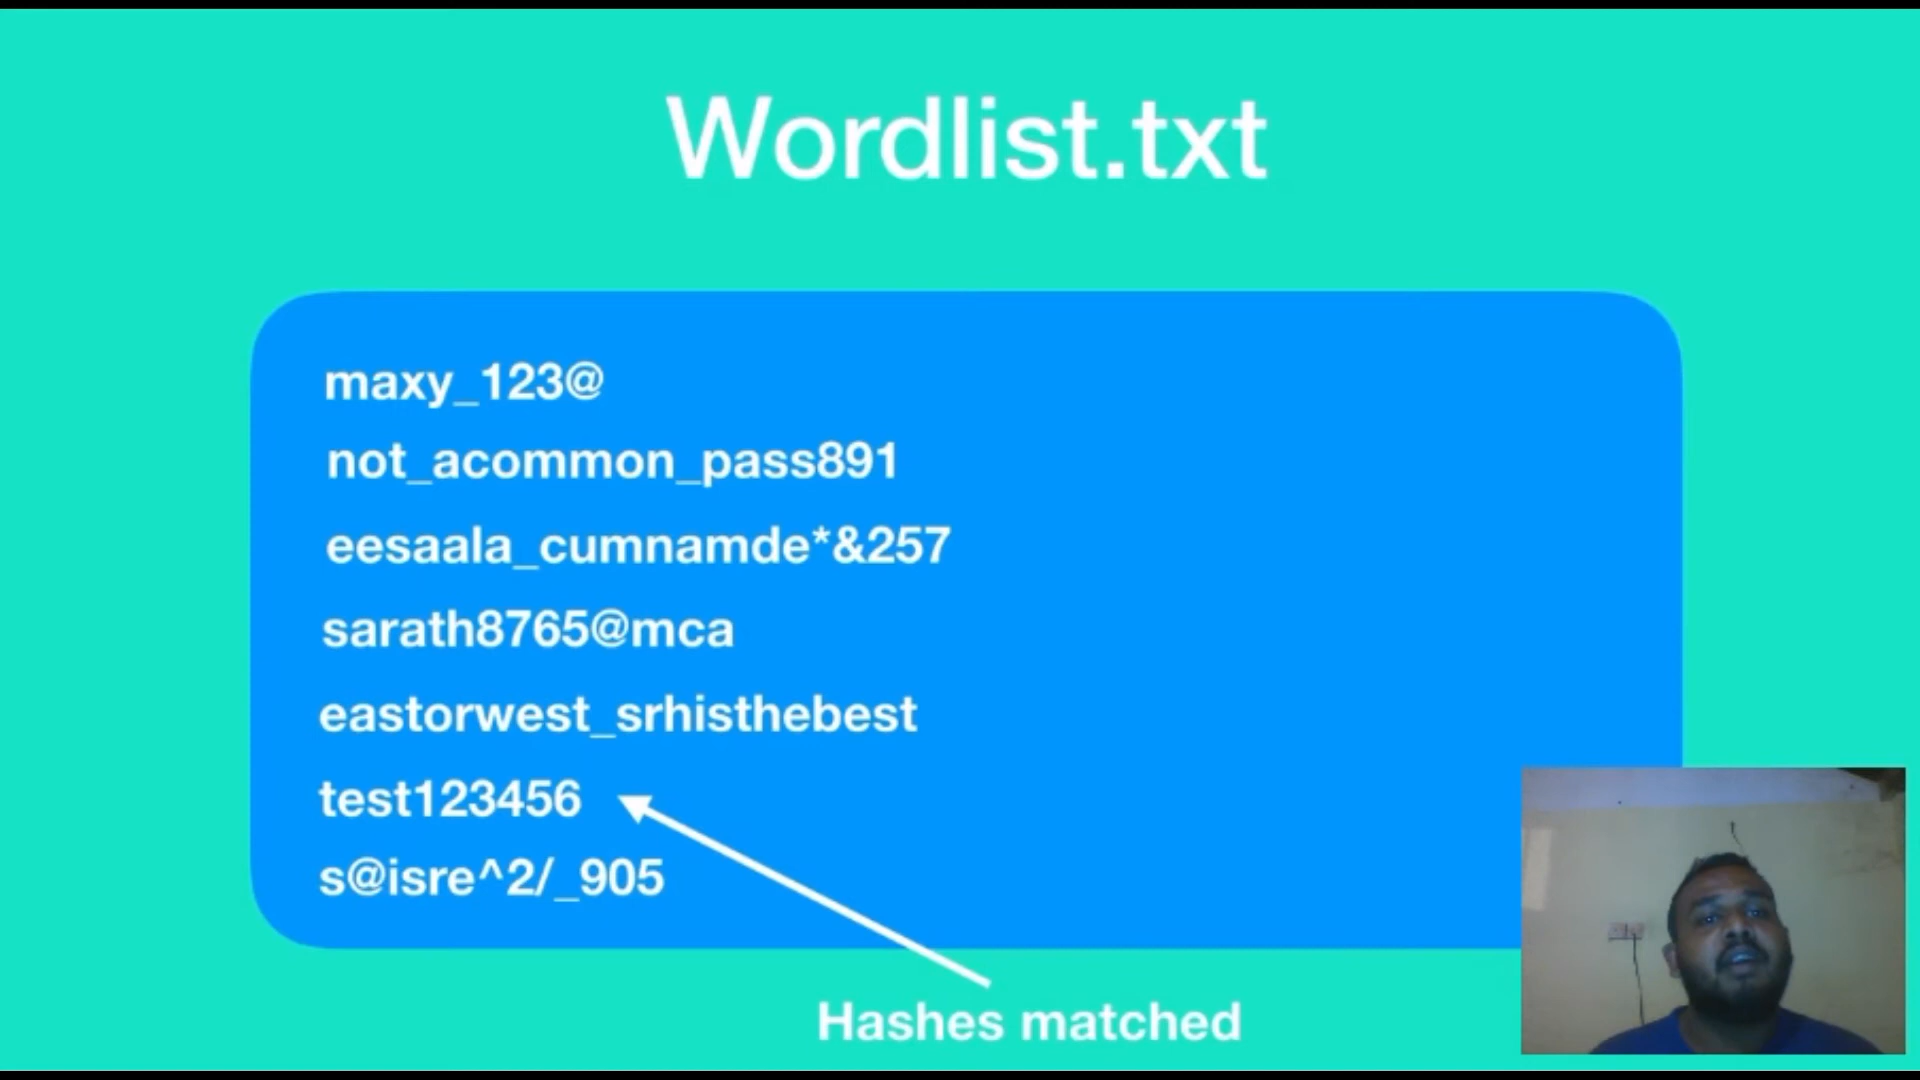 Wordlist.txt
maxy_123@
not_acommon_pass891
eesaala_cumnamde*&257
sarath8765@mca
eastorwest_srhisthebest
test123456
s@isre^2/_905
Hashes matched